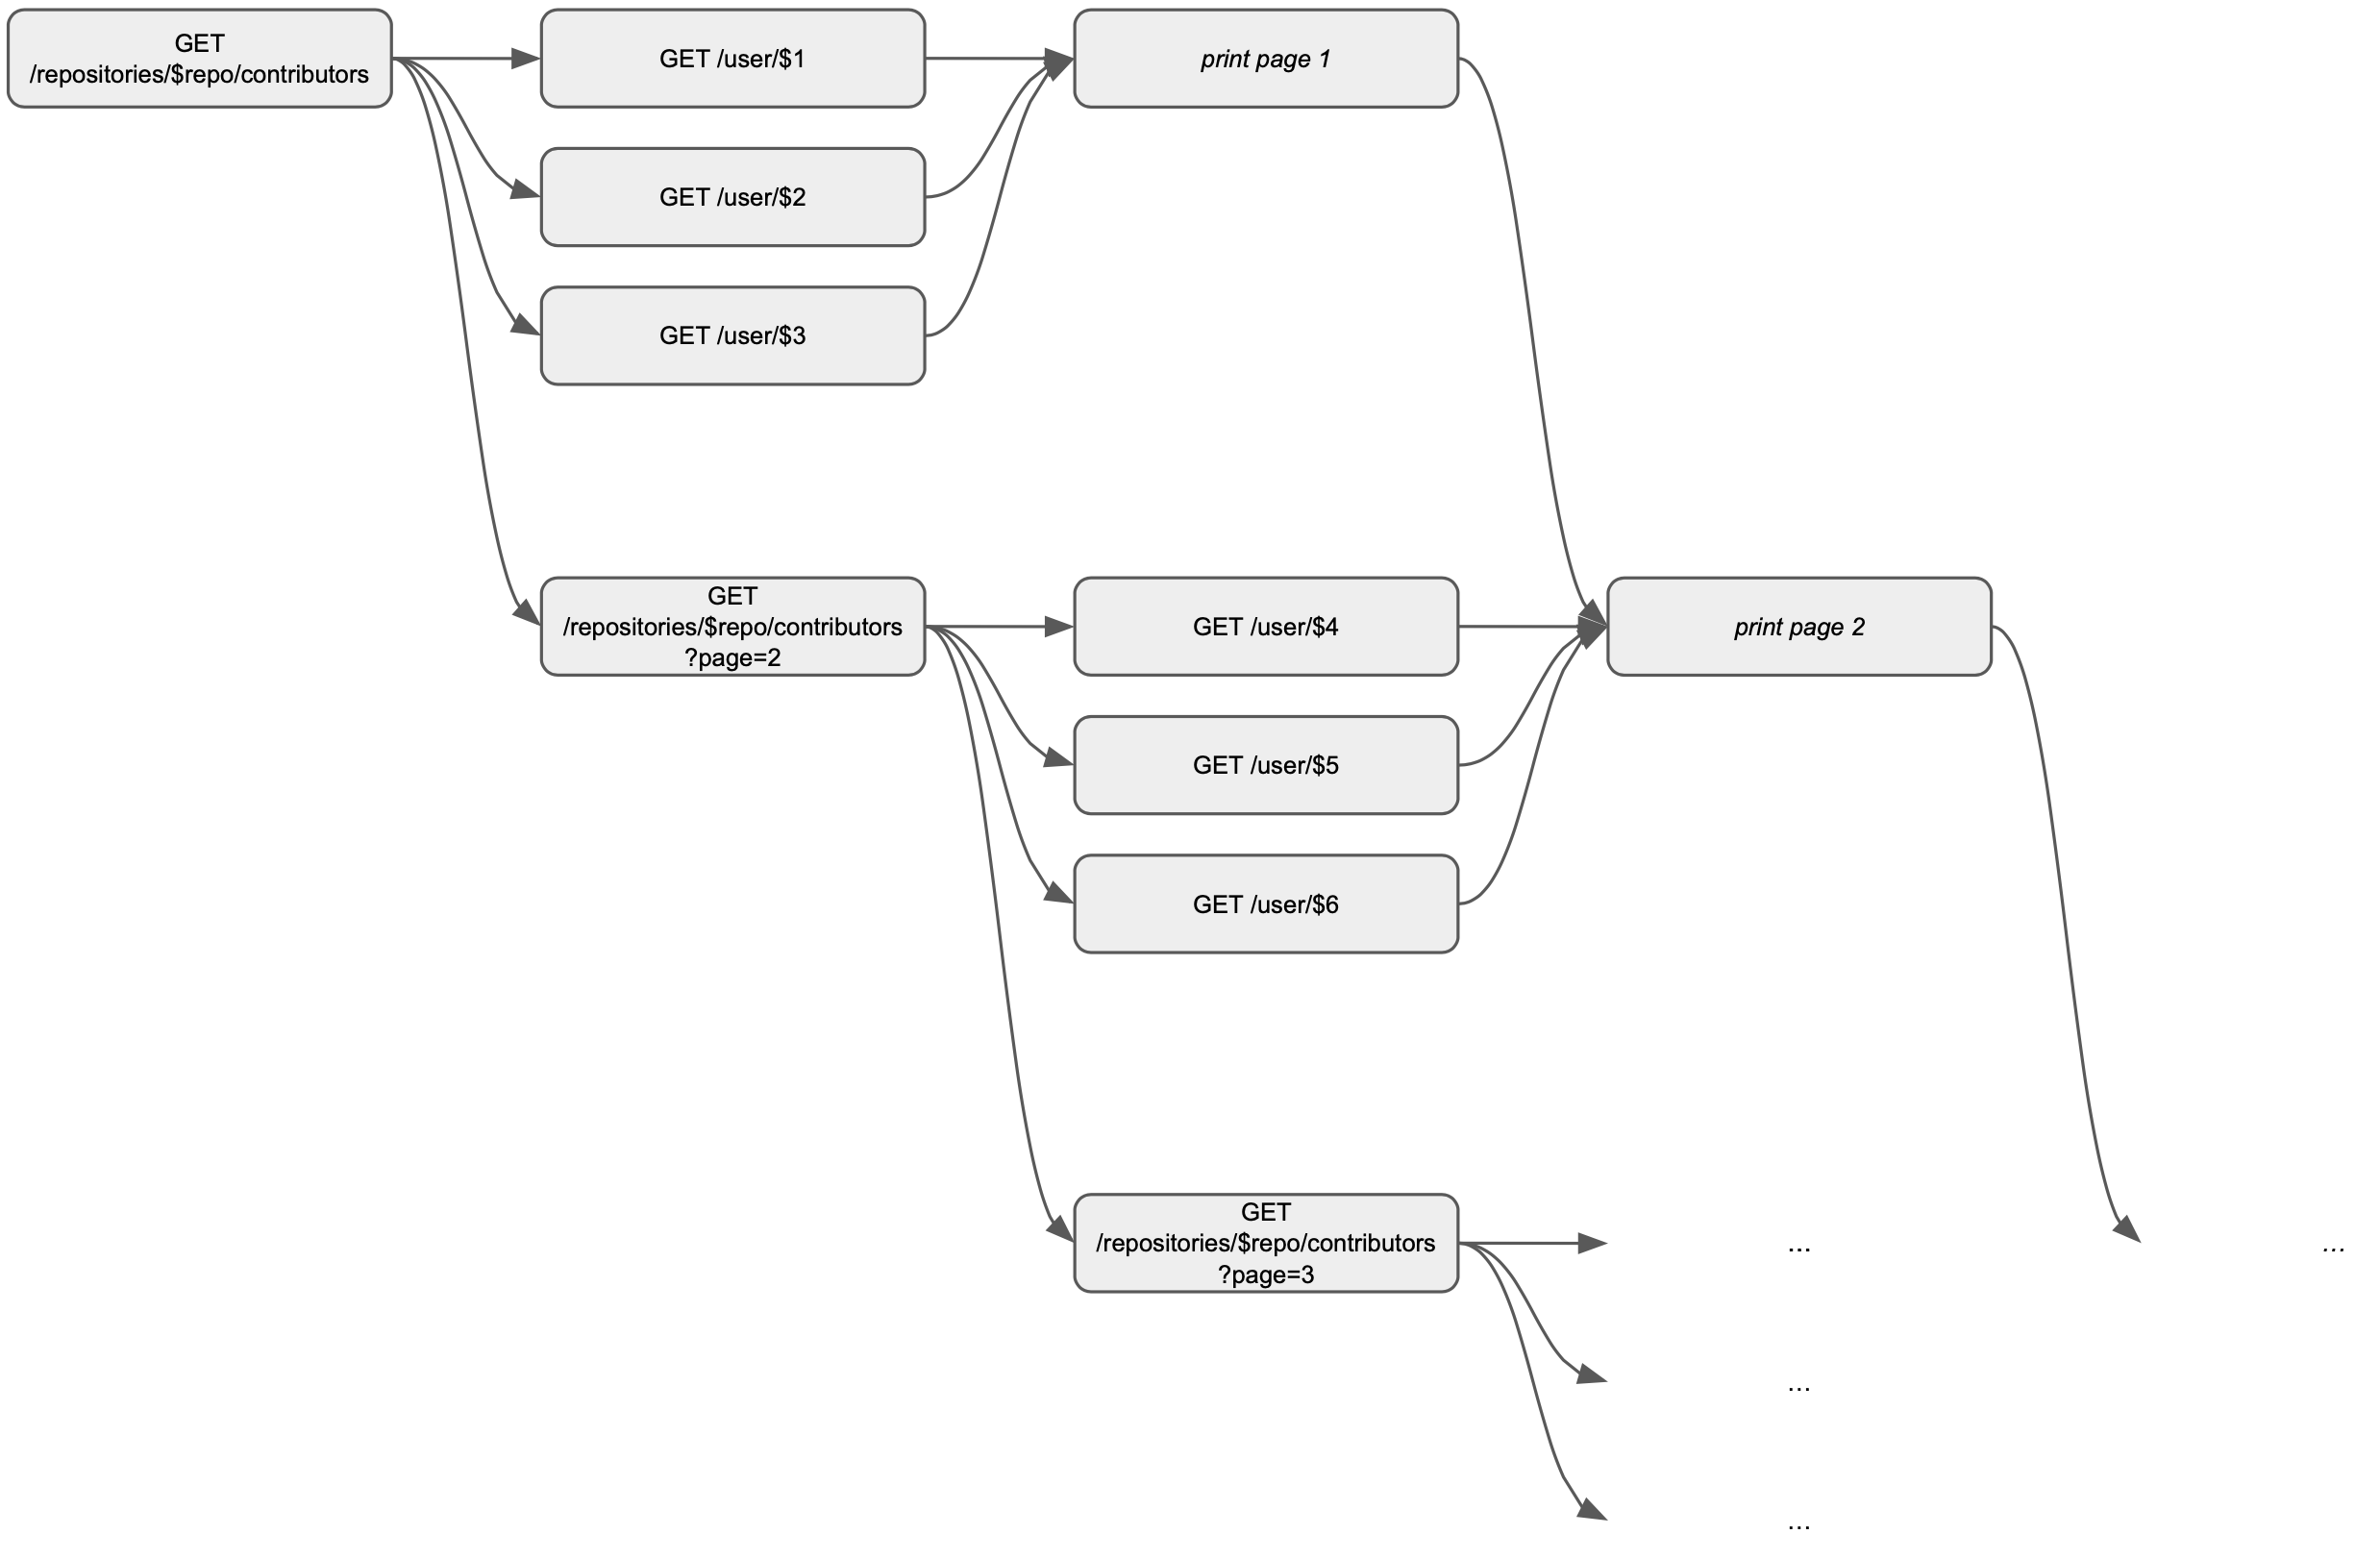 GET
/repositories/$repo/contributors
GET /user/$1
print page 1
GET /user/$2
GET /user/$3
GET
/repositories/$repo/contributors
?page=2
GET /user/$4
print page 2
GET /user/$5
GET /user/$6
GET
/repositories/$repo/contributors
?page=3
...
...
...
...